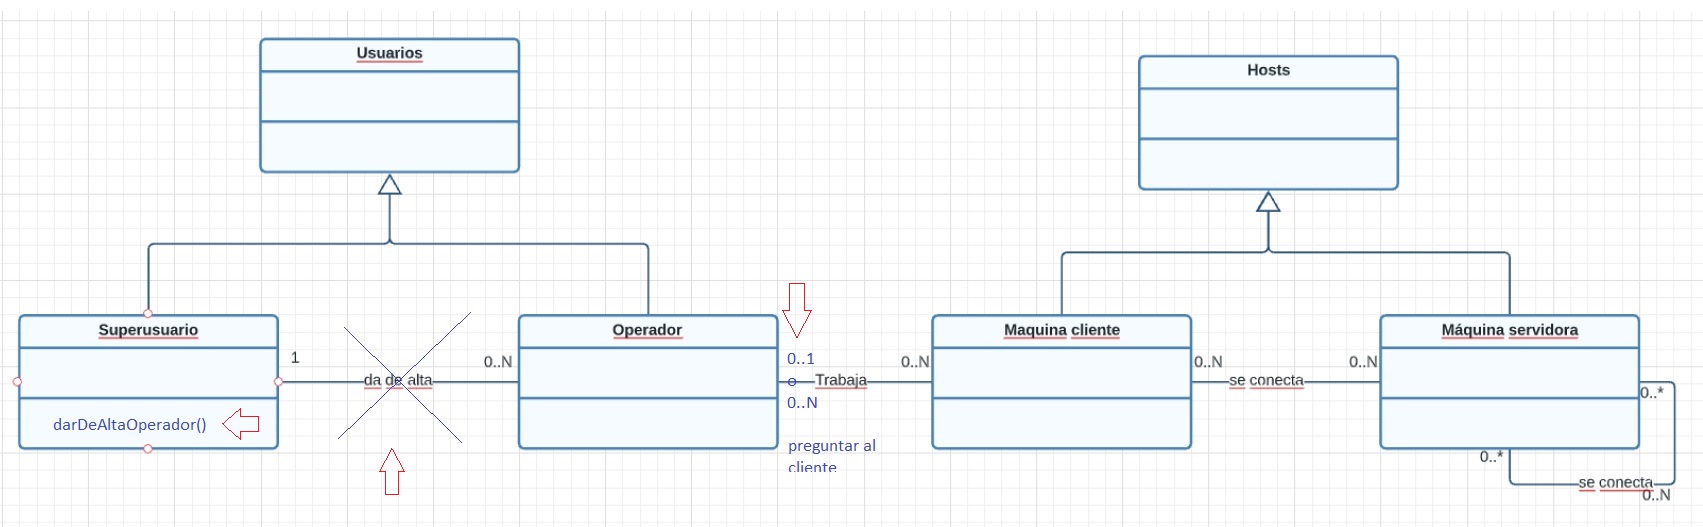 Usuarios
Hosts
Superusuario
Operador
Maquina cliente
Máquina servidora
1
da de alta
0..N
0..1
o
0..N
Trabaja
0..N
0..N
se conecta
0..N
0..*
darDeAltaOperador()
preguntar al
cliente
0..*
se conecta
0..N